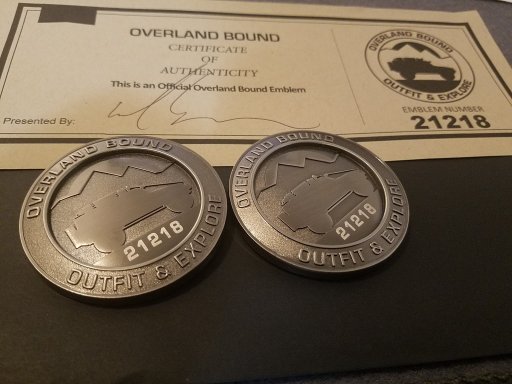 OVERLAND BOUND
CERTIFICATE
OF
AUTHENTICITY
This is an Official Overland Bound Emblem
Presented By:
OVERLAND BOUND
OUTFIT & EXPLORE
EMBLEM NUMBER
21218
OVERLAND BOUND
21218
OUTFIT & EXPLORE
OVERLAND BOUND
21218
OUTFIT & EXPLORE